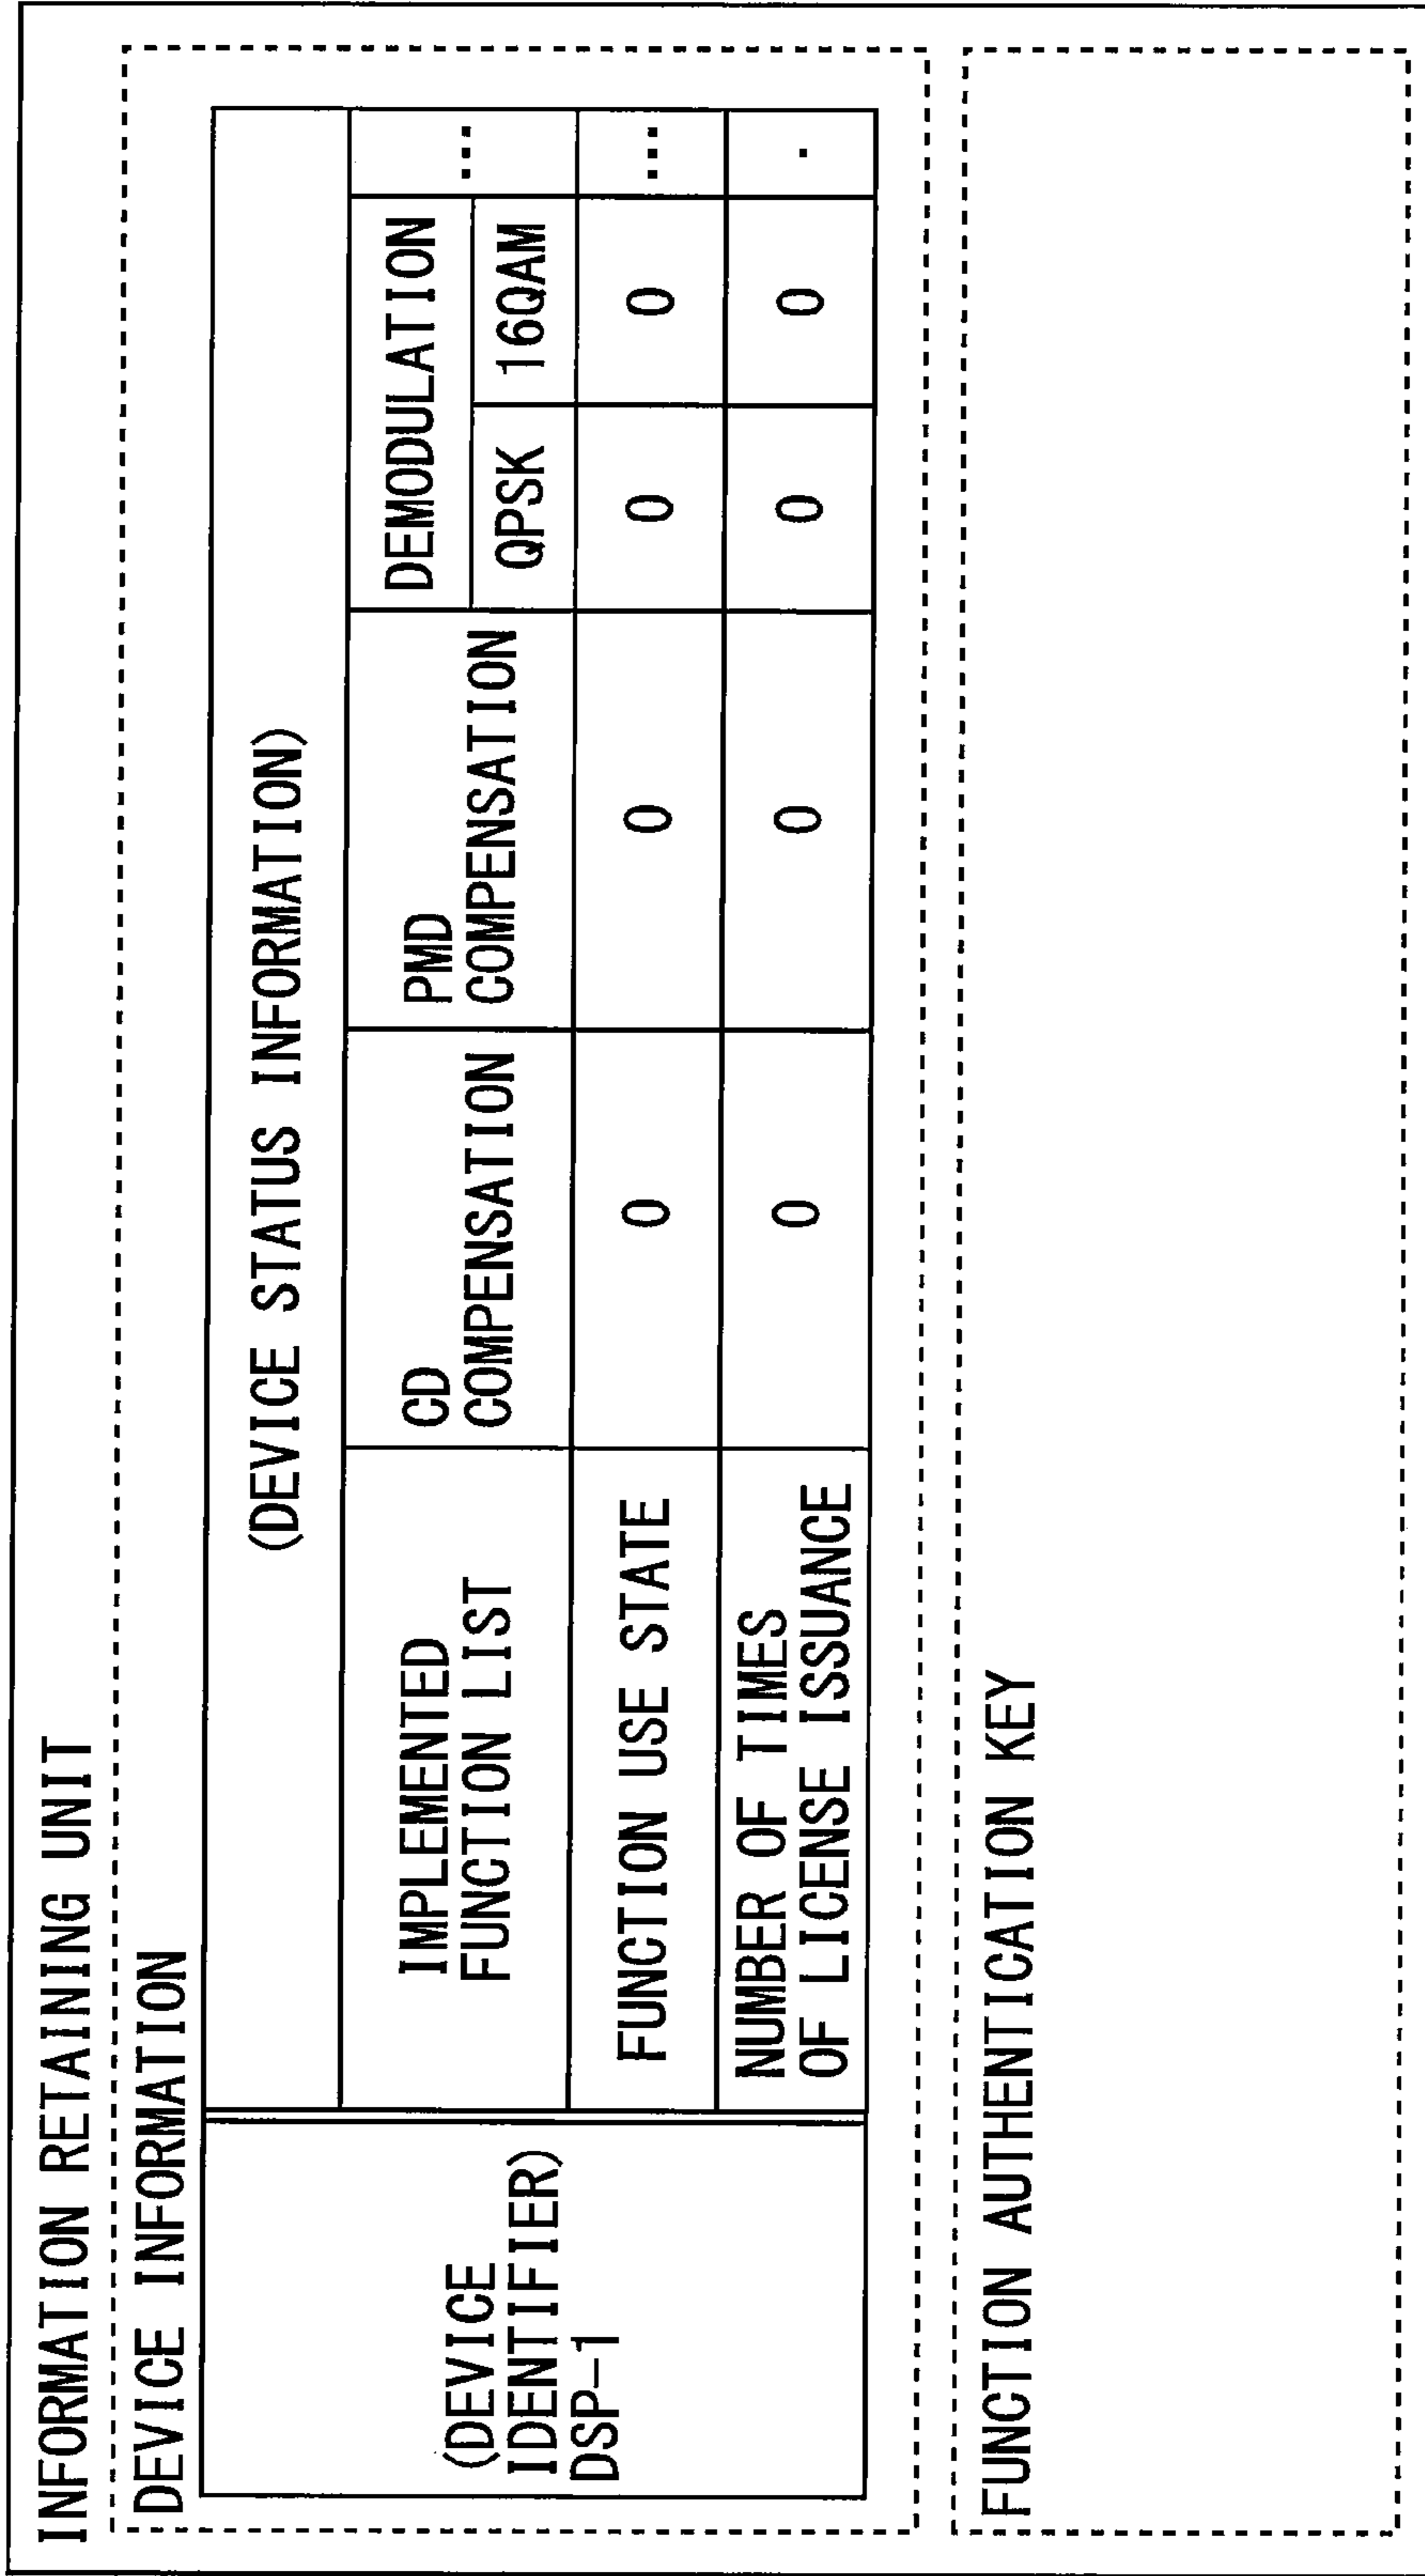 INFORMATION RETAINING UNIT
DEVICE INFORMATION
(DEVICE
IDENTIFIER)
DSP-1
(DEVICE STATUS INFORMATION)
IMPLEMENTED
FUNCTION LIST
CD
COMPENSATION
PMD
COMPENSATION
DEMODULATION
QPSK
16QAM
...
FUNCTION USE STATE
0
0
0
0
...
NUMBER OF TIMES
OF LICENSE ISSUANCE
0
0
0
0
.
FUNCTION AUTHENTICATION KEY